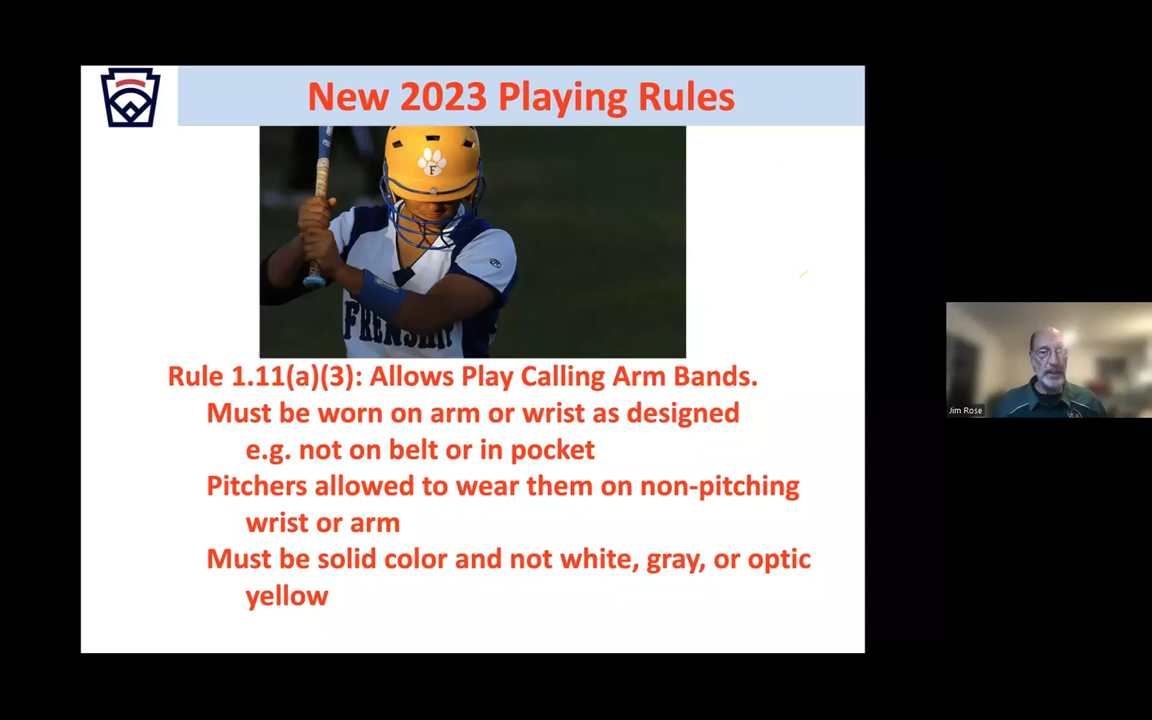 New 2023 Playing Rules
F
FRENSHIP
Rule 1.11(a)(3): Allows Play Calling Arm Bands.
Must be worn on arm or wrist as designed
e.g. not on belt or in pocket
Pitchers allowed to wear them on non-pitching
wrist or arm
Must be solid color and not white, gray, or optic
yellow
Jim Rose